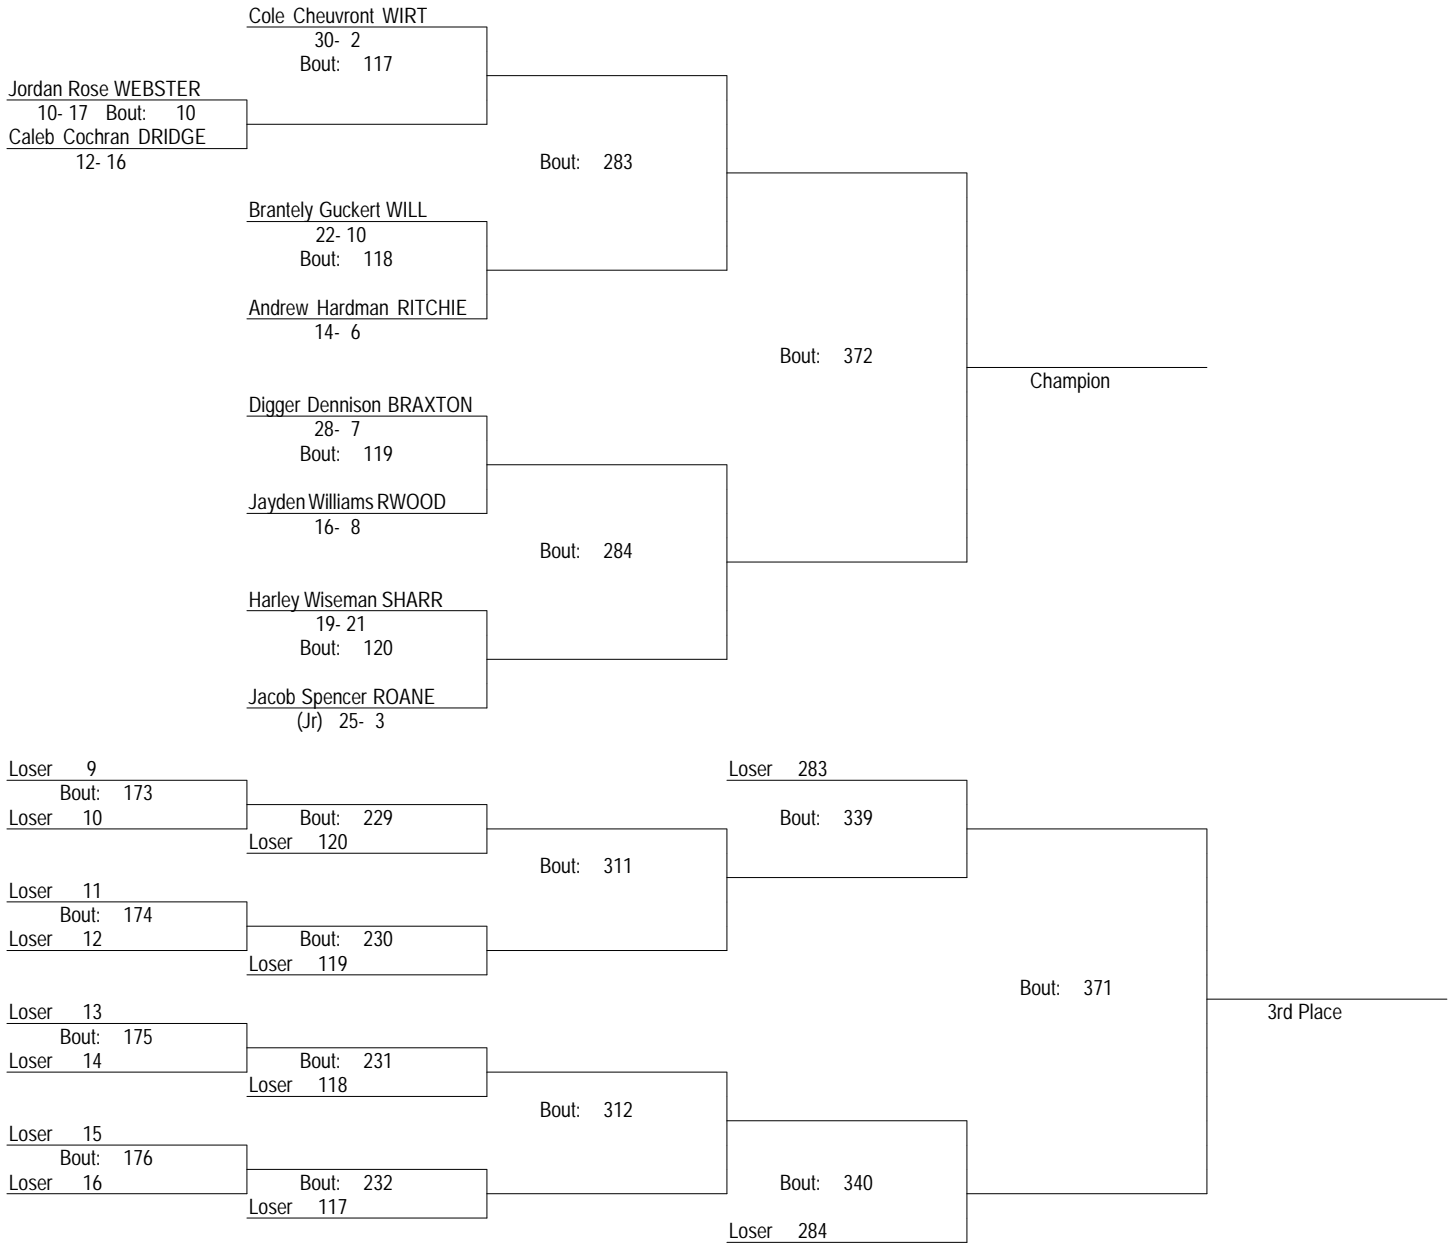 Cole Cheuvront WIRT
30- 2
Bout: 117
Jordan Rose WEBSTER
10- 17 Bout: 10
Caleb Cochran DRIDGE
12- 16
Bout: 283
Brantely Guckert WILL
22- 10
Bout: 118
Andrew Hardman RITCHIE
14- 6
Bout: 372
Champion
Digger Dennison BRAXTON
28- 7
Bout: 119
Jayden Williams RWOOD
16- 8
Bout: 284
Harley Wiseman SHARR
19- 21
Bout: 120
Jacob Spencer ROANE
(Jr) 25- 3
Loser 9
Loser 283
Bout: 173
Loser 10
Bout: 229
Bout: 339
Loser 120
Bout: 311
Loser 11
Bout: 174
Loser 12
Bout: 230
Loser 119
Bout: 371
Loser 13
3rd Place
Bout: 175
Loser 14
Bout: 231
Loser 118
Bout: 312
Loser 15
Bout: 176
Loser 16
Bout: 232
Bout: 340
Loser 117
Loser 284